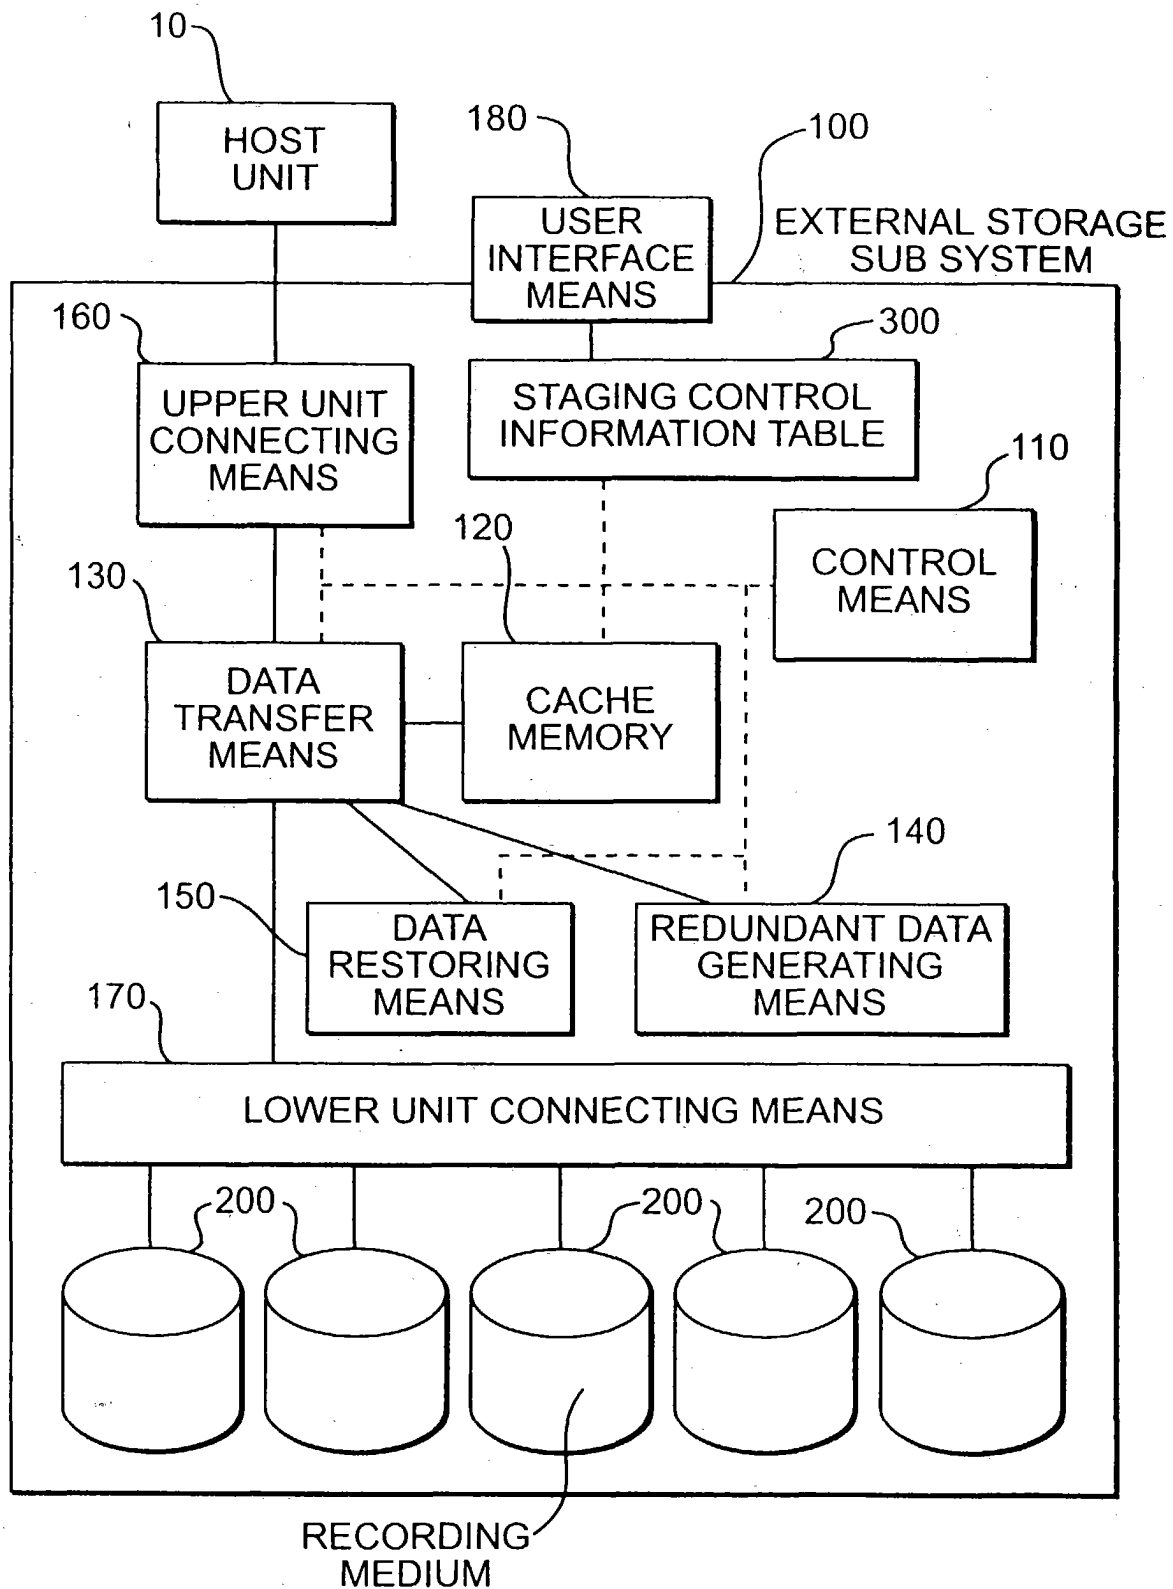 10
HOST
UNIT
180
100
USER
INTERFACE
MEANS
EXTERNAL STORAGE
SUB SYSTEM
160
300
UPPER UNIT
CONNECTING
MEANS
STAGING CONTROL
INFORMATION TABLE
110
CONTROL
MEANS
120
130
DATA
TRANSFER
MEANS
CACHE
MEMORY
140
150
DATA
RESTORING
MEANS
REDUNDANT DATA
GENERATING
MEANS
170
LOWER UNIT CONNECTING MEANS
200
200
200
RECORDING
MEDIUM